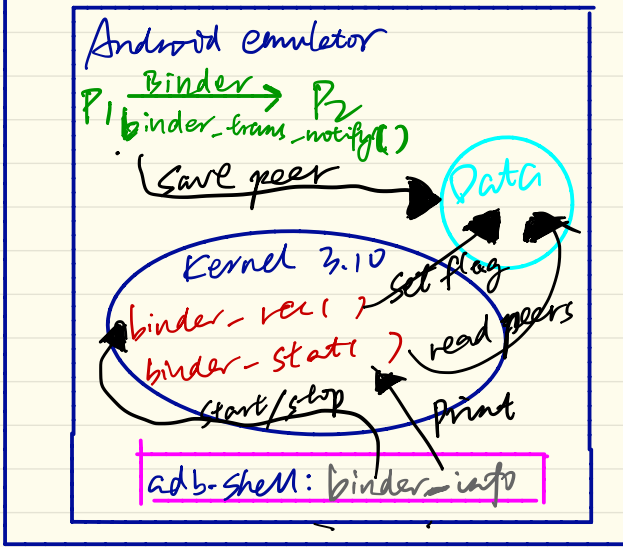 Android emuletor
Binder
P1 P2
binder_trans_notify()
save peer
Data
Kernel 3.10
set flag
binder_rec()
read peers
binder_stat()
start/stop
print
adb-shell: binder_info